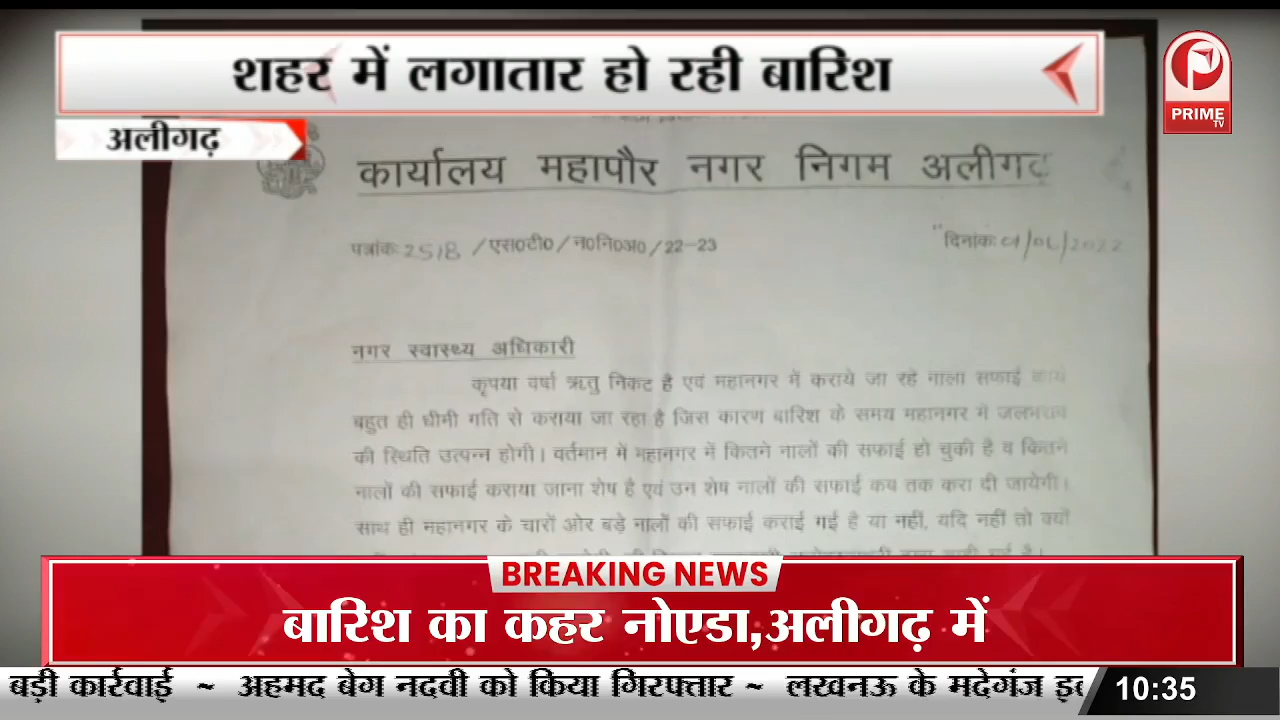 शहर में लगातार हो रही बारिश
PRIME
TV
अलीगढ़
कार्यालय महापौर नगर निगम अलीगढ़
पत्रांकः 2518 /एस०टी०/न०नि०अ०/22-23
दिनांकः /2022
नगर स्वास्थ्य अधिकारी
कृपया वर्षा ऋतु निकट है एवं महानगर में कराये जा रहे नाला सफाई कार्य
बहुत ही धीमी गति से कराया जा रहा है जिस कारण बारिश के समय महानगर में जलभराव
की स्थिति उत्पन्न होगी। वर्तमान में महानगर में कितने नालों की सफाई हो चुकी है व कितने
नालों की सफाई कराया जाना शेष है एवं उन शेष नालों की सफाई कब तक करा दी जायेगी।
साथ ही महानगर के चारों ओर बड़े नालों की सफाई कराई गई है या नहीं, यदि नहीं तो क्यों
BREAKING NEWS
बारिश का कहर नोएडा,अलीगढ़ में
बड़ी कार्रवाई ~ अहमद बेग नदवी को किया गिरफ्तार ~ लखनऊ के मदेगंज
10:35